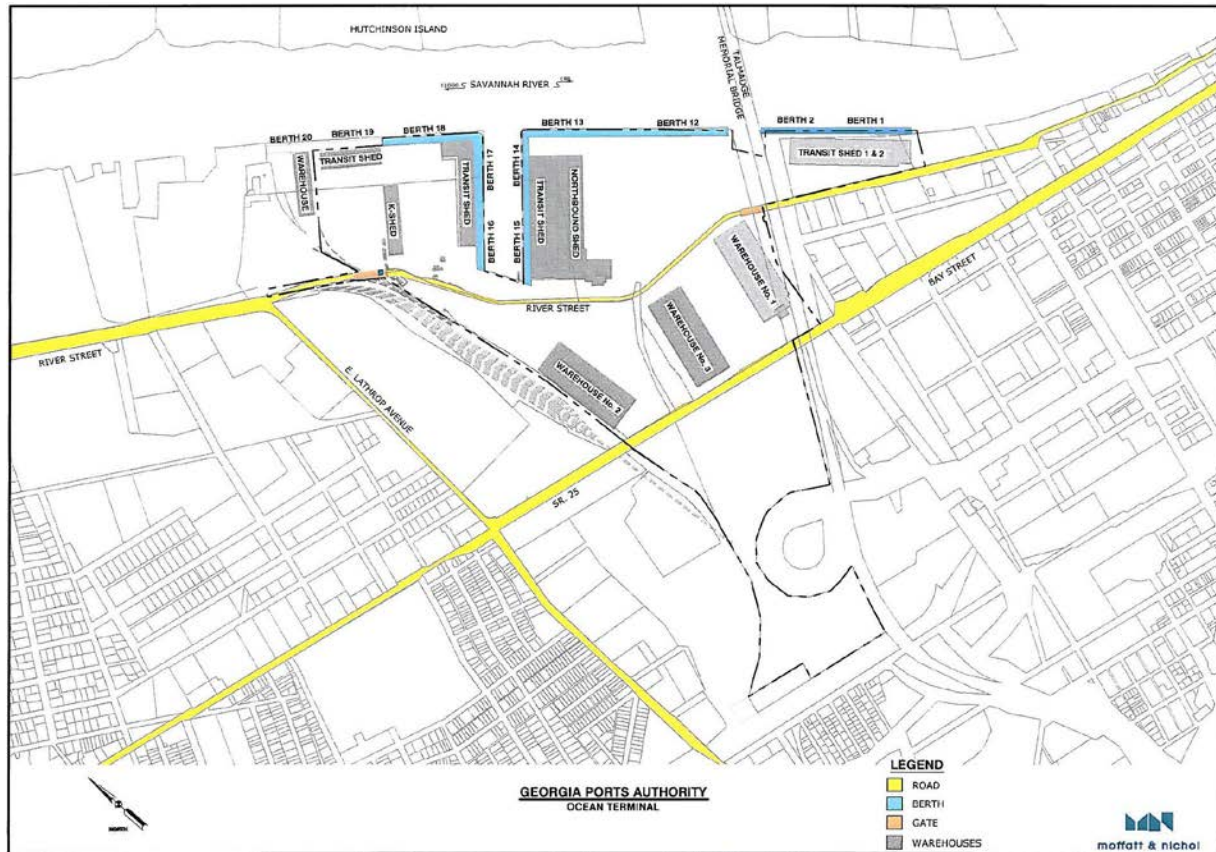 HUTCHINSON ISLAND
SAVANNAH RIVER
TALMADGE
MEMORIAL BRIDGE
BERTH 20
BERTH 19
BERTH 18
BERTH 13
BERTH 12
BERTH 2
BERTH 1
TRANSIT SHED
TRANSIT SHED 1 & 2
WAREHOUSE
K-SHED
TRANSIT SHED
BERTH 17
BERTH 16
BERTH 14
BERTH 15
TRANSIT SHED
NORTHBOUND SHED
WAREHOUSE No. 1
BAY STREET
RIVER STREET
WAREHOUSE No. 3
RIVER STREET
E. LATHROP AVENUE
WAREHOUSE No. 2
SR. 25
NORTH
GEORGIA PORTS AUTHORITY
OCEAN TERMINAL
LEGEND
ROAD
BERTH
GATE
WAREHOUSES
moffatt & nichol